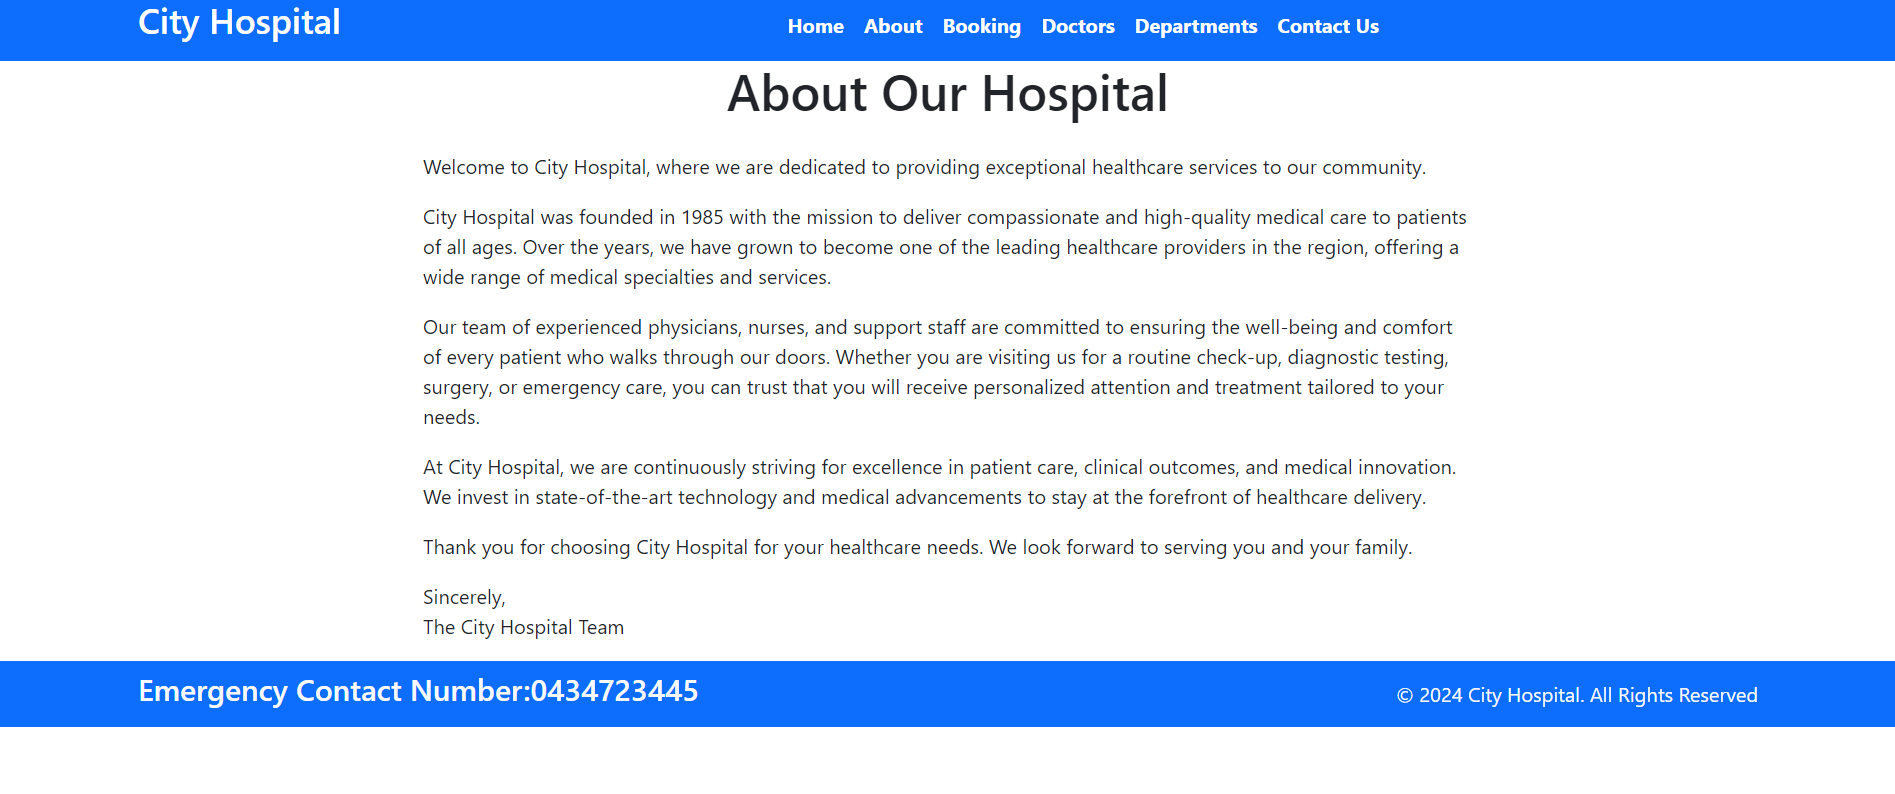 City Hospital
Home About Booking Doctors Departments Contact Us
About Our Hospital
Welcome to City Hospital, where we are dedicated to providing exceptional healthcare services to our community.
City Hospital was founded in 1985 with the mission to deliver compassionate and high-quality medical care to patients
of all ages. Over the years, we have grown to become one of the leading healthcare providers in the region, offering a
wide range of medical specialties and services.
Our team of experienced physicians, nurses, and support staff are committed to ensuring the well-being and comfort
of every patient who walks through our doors. Whether you are visiting us for a routine check-up, diagnostic testing,
surgery, or emergency care, you can trust that you will receive personalized attention and treatment tailored to your
needs.
At City Hospital, we are continuously striving for excellence in patient care, clinical outcomes, and medical innovation.
We invest in state-of-the-art technology and medical advancements to stay at the forefront of healthcare delivery.
Thank you for choosing City Hospital for your healthcare needs. We look forward to serving you and your family.
Sincerely,
The City Hospital Team
Emergency Contact Number:0434723445
© 2024 City Hospital. All Rights Reserved